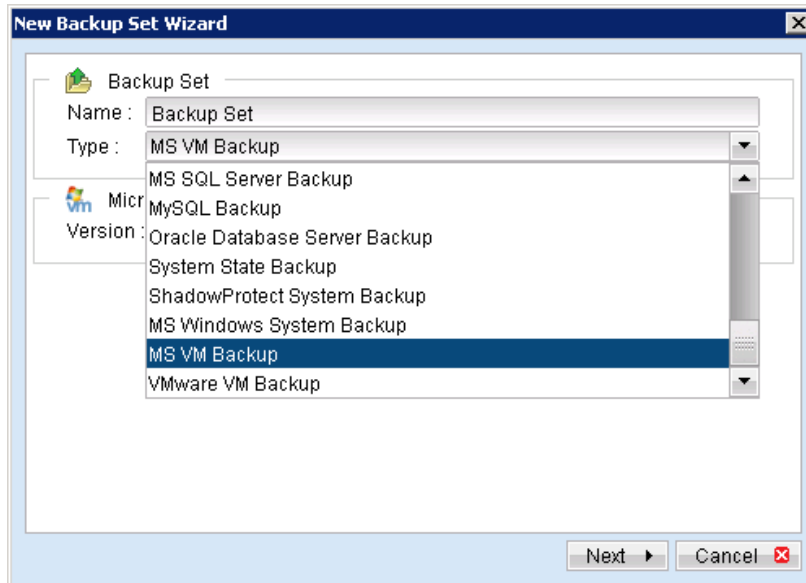 New Backup Set Wizard
Backup Set
Name : Backup Set
Type : MS VM Backup
MS SQL Server Backup
Micr
MySQL Backup
Version :
Oracle Database Server Backup
System State Backup
ShadowProtect System Backup
MS Windows System Backup
MS VM Backup
VMware VM Backup
Next
Cancel